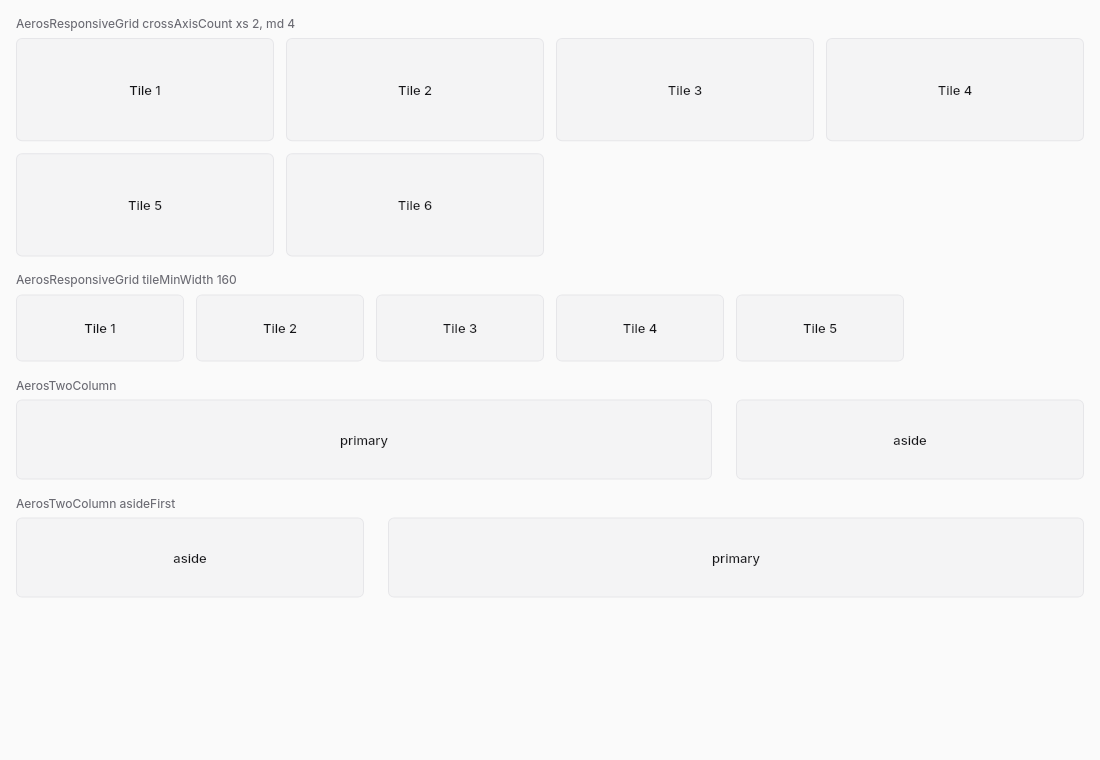 AerosResponsiveGrid crossAxisCount xs 2, md 4
Tile 1 Tile 2 Tile 3 Tile 4
Tile 5 Tile 6
AerosResponsiveGrid tileMinWidth 160
Tile 1 Tile 2 Tile 3 Tile 4 Tile 5
AerosTwoColumn
primary aside
AerosTwoColumn asideFirst
aside primary